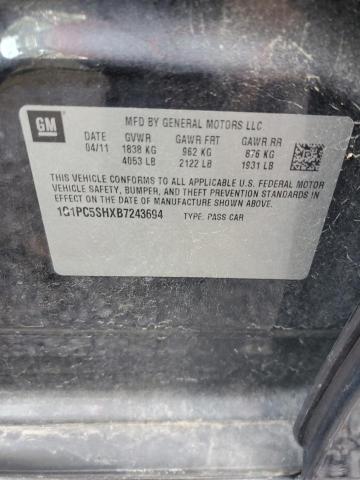 GM
MFD BY GENERAL MOTORS LLC
DATE GVWR GAWR FRT GAWR RR
04/11 1838 KG 962 KG 876 KG
4053 LB 2122 LB 1931 LB
THIS VEHICLE CONFORMS TO ALL APPLICABLE U.S. FEDERAL MOTOR
VEHICLE SAFETY, BUMPER, AND THEFT PREVENTION STANDARDS IN
EFFECT ON THE DATE OF MANUFACTURE SHOWN ABOVE.
1G1PC5SHXB7243694 TYPE: PASS CAR